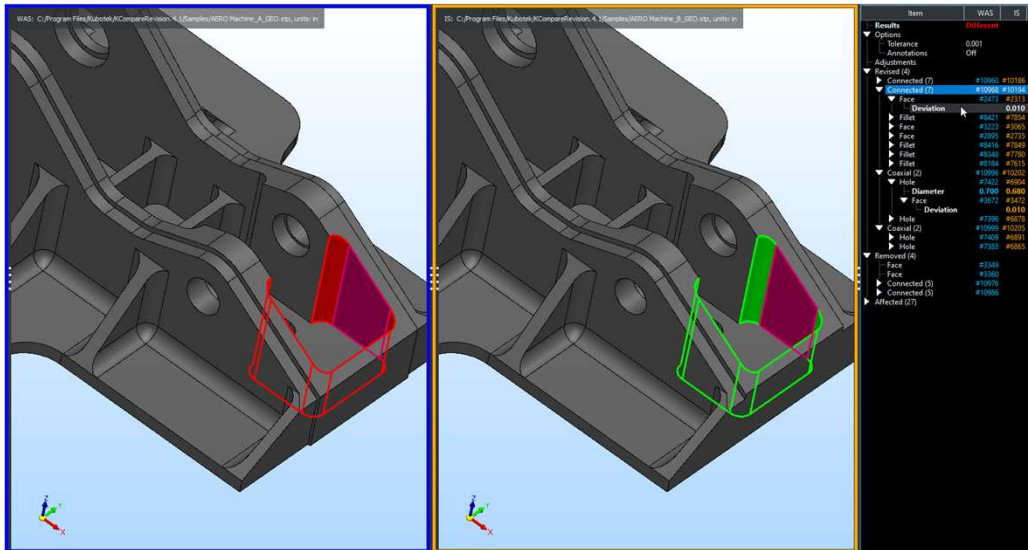 WAS: C:/Program Files/Kubotek/KCompareRevision.4.1/Samples/AERO Machine_A_GEO.stp, units: in
IS: C:/Program Files/Kubotek/KCompareRevision.4.1/Samples/AERO Machine_B_GEO.stp, units: in
Item WAS IS
Results Different
Options
Tolerance 0.001
Annotations Off
Adjustments
Revised (4)
Connected (7) #10960 #10186
Connected (7) #10968 #10194
Face #2473 #2313
Deviation 0.010
Fillet #8421 #7854
Face #3223 #3065
Face #2895 #2735
Fillet #8416 #7849
Fillet #8348 #7780
Fillet #8184 #7615
Coaxial (2) #10996 #10202
Hole #7422 #6904
Diameter 0.700 0.680
Face #3672 #3472
Deviation 0.010
Hole #7396 #6878
Coaxial (2) #10999 #10205
Hole #7409 #6891
Hole #7383 #6865
Removed (4)
Face #3349
Face #3360
Connected (5) #10976
Connected (5) #10986
Affected (27)
Z
Y
X
Z
Y
X